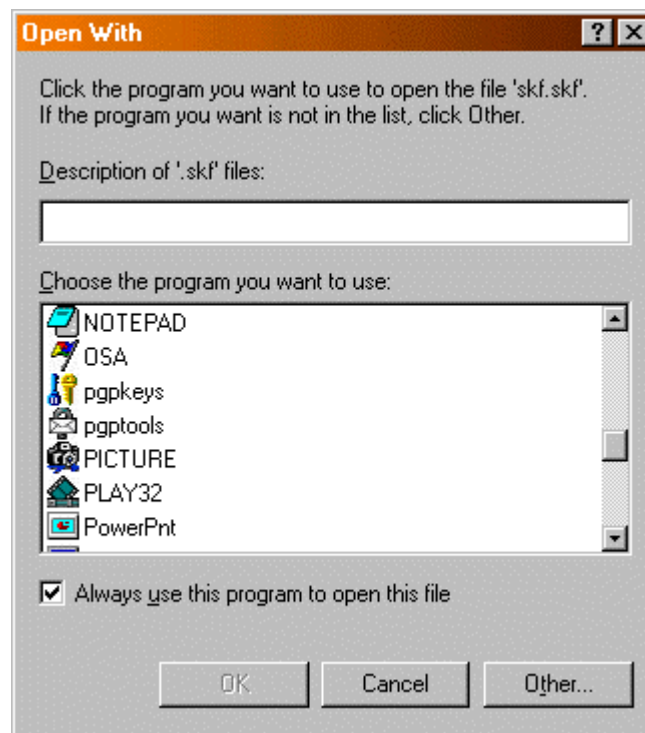 Open With
Click the program you want to use to open the file 'skf.skf'.
If the program you want is not in the list, click Other.
Description of '.skf' files:
Choose the program you want to use:
NOTEPAD
OSA
pgpkeys
pgptools
PICTURE
PLAY32
PowerPnt
Always use this program to open this file
OK
Cancel
Other...